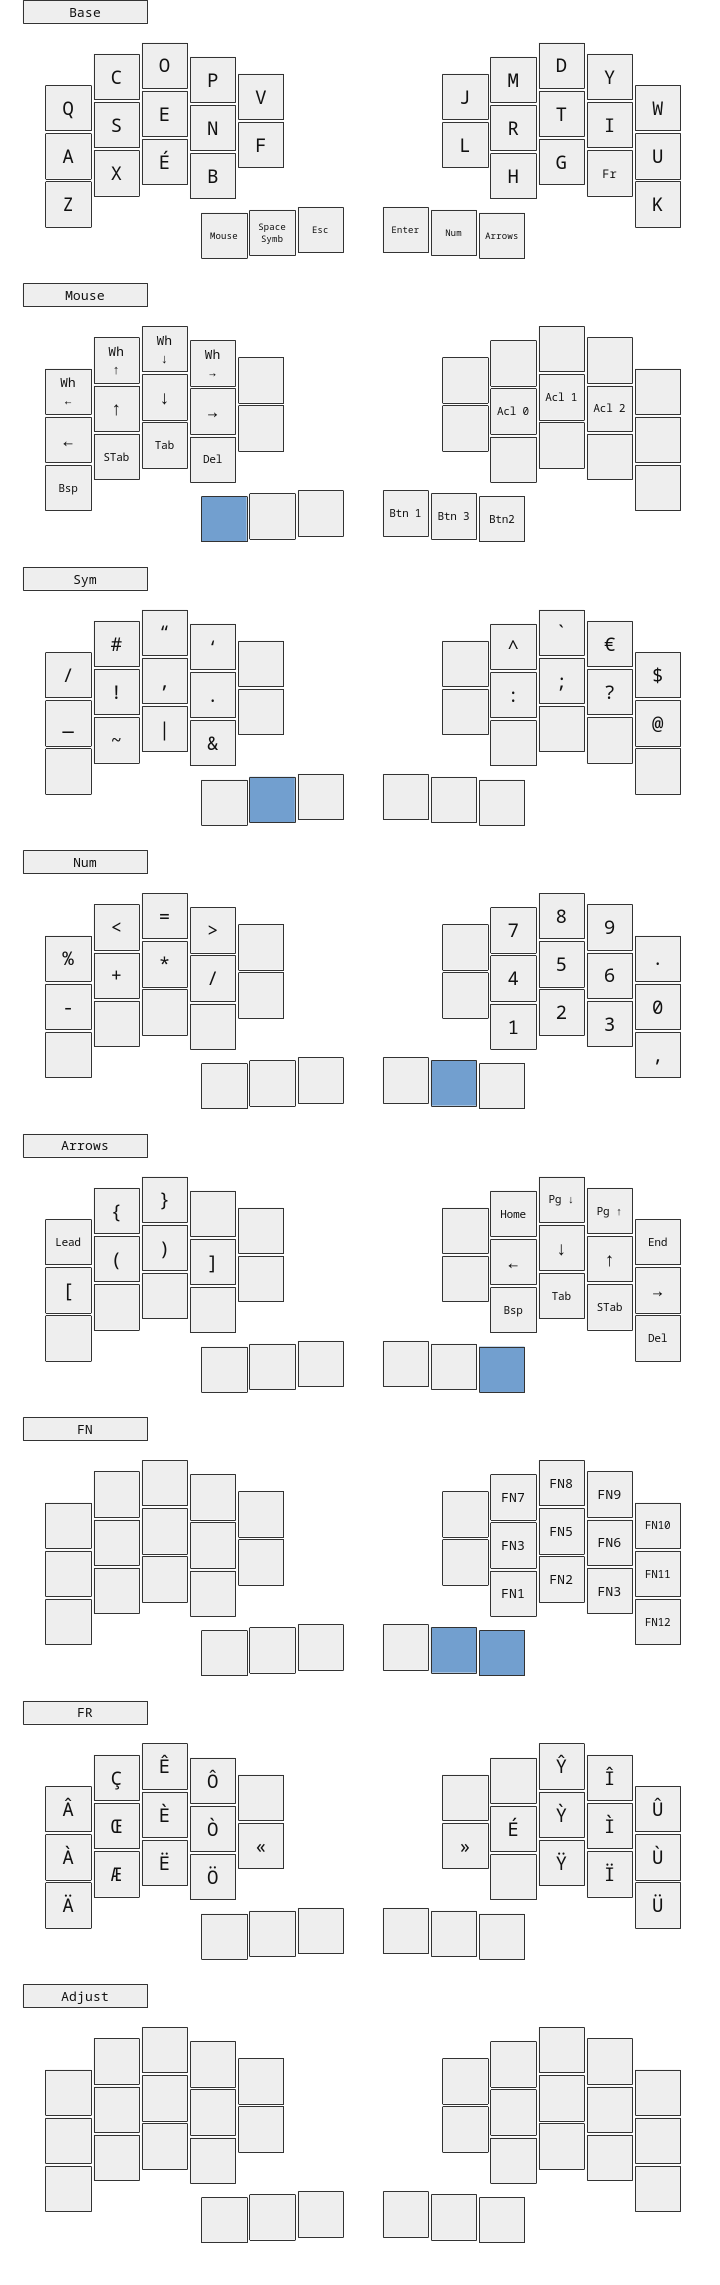 Base
Q C O P V J M D Y W
A S E N F L R T I U
Z X É B H G Fr K
Mouse Space Symb Esc Enter Num Arrows
Mouse
Wh ← Wh ↑ Wh ↓ Wh →
← ↑ ↓ → Acl 0 Acl 1 Acl 2
Bsp STab Tab Del
Btn 1 Btn 3 Btn2
Sym
/ # “ ‘ ^ ` € $
_ ! , . : ; ? @
~ | &
Num
% < = > 7 8 9 .
- + * / 4 5 6 0
1 2 3 ,
Arrows
Lead { } Home Pg ↓ Pg ↑ End
[ ( ) ] ← ↓ ↑ →
Bsp Tab STab Del
FN
FN7 FN8 FN9 FN10
FN3 FN5 FN6 FN11
FN1 FN2 FN3 FN12
FR
Â Ç Ê Ô Ŷ Î Û
À Œ È Ò « » É Ỳ Ì Ù
Ä Æ Ë Ö Ÿ Ï Ü
Adjust